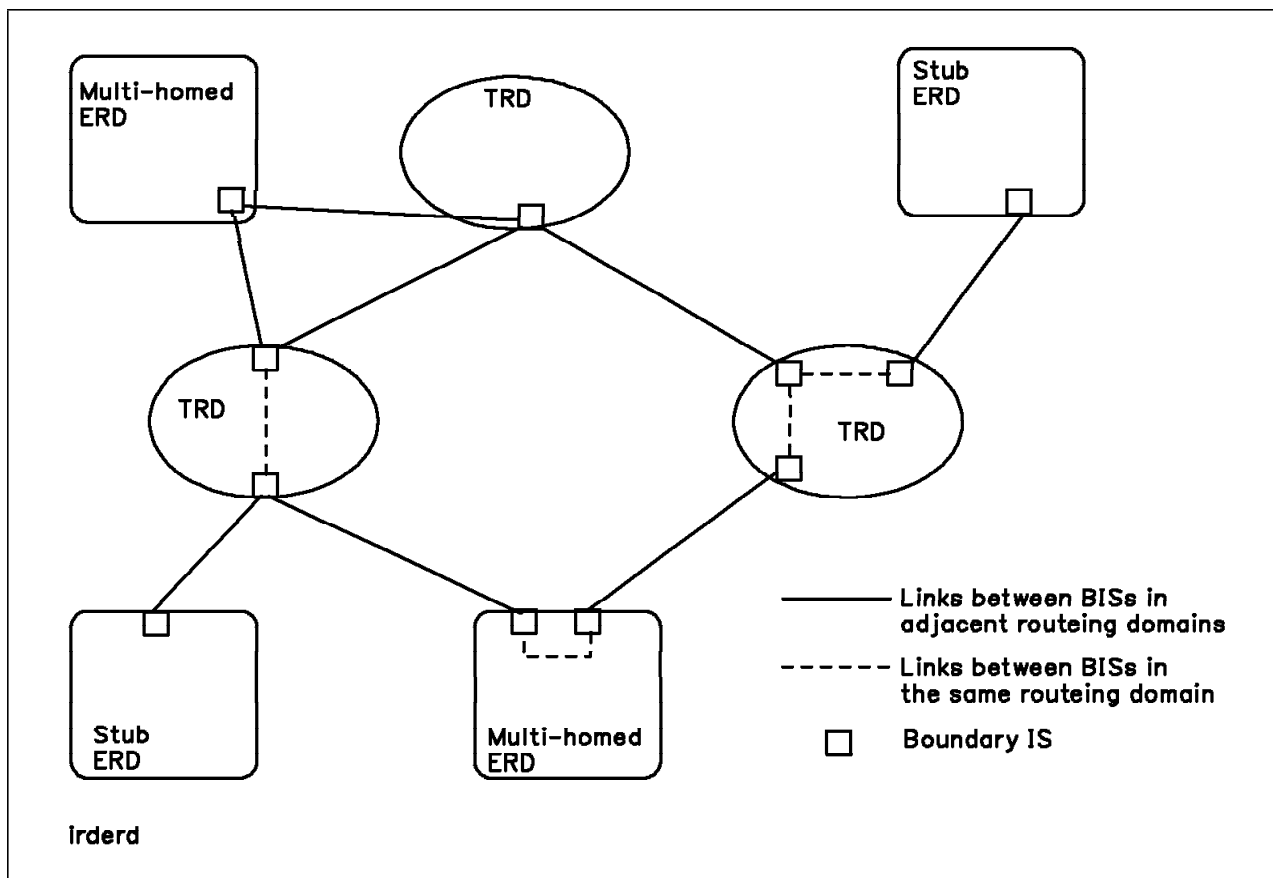 Multi-homed
ERD
TRD
Stub
ERD
TRD
TRD
Links between BISs in
adjacent routeing domains
Links between BISs in
the same routeing domain
Boundary IS
Stub
ERD
Multi-homed
ERD
irderd